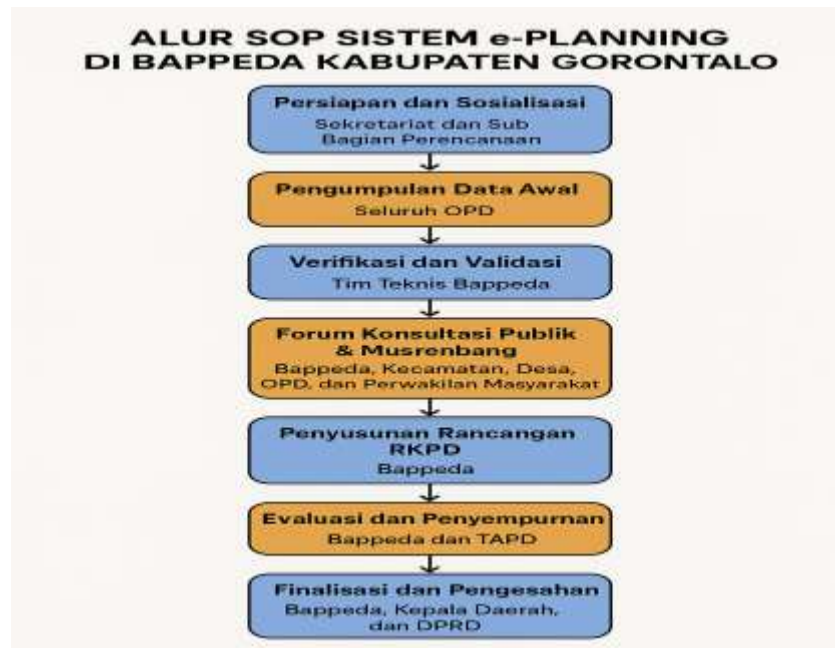 ALUR SOP SISTEM e-PLANNING
DI BAPPEDA KABUPATEN GORONTALO
Persiapan dan Sosialisasi
Sekretariat dan Sub
Bagian Perencanaan
Pengumpulan Data Awal
Seluruh OPD
Verifikasi dan Validasi
Tim Teknis Bappeda
Forum Konsultasi Publik
& Musrenbang
Bappeda, Kecamatan, Desa,
OPD, dan Perwakilan Masyarakat
Penyusunan Rancangan
RKPD
Bappeda
Evaluasi dan Penyempurnan
Bappeda dan TAPD
Finalisasi dan Pengesahan
Bappeda, Kepala Daerah,
dan DPRD